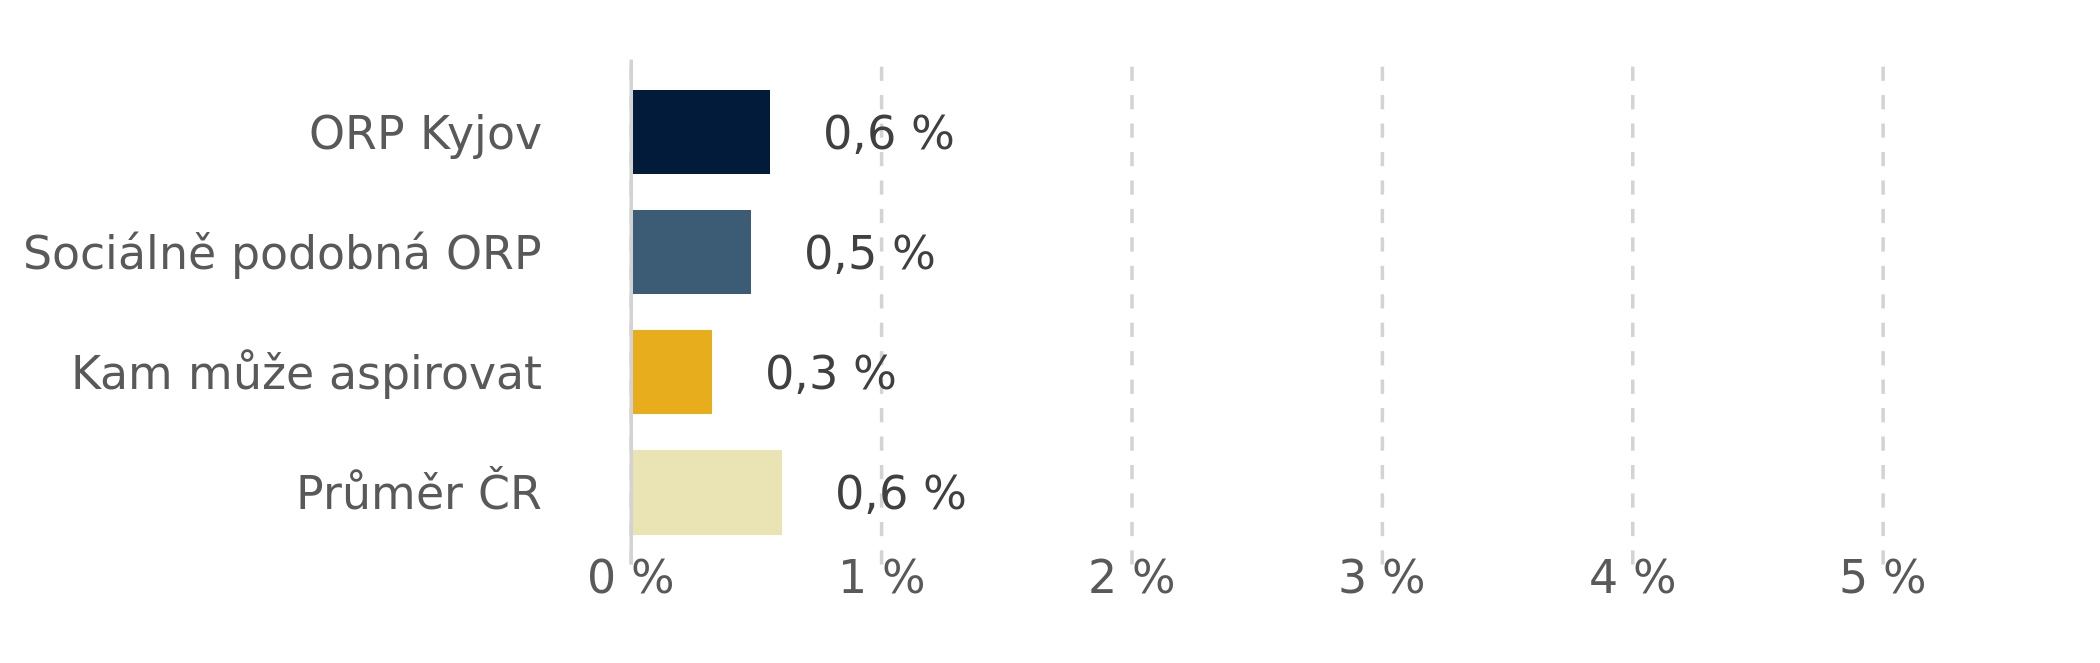 ORP Kyjov 0,6 %
Sociálně podobná ORP 0,5 %
Kam může aspirovat 0,3 %
Průměr ČR 0,6 %
0 % 1 % 2 % 3 % 4 % 5 %